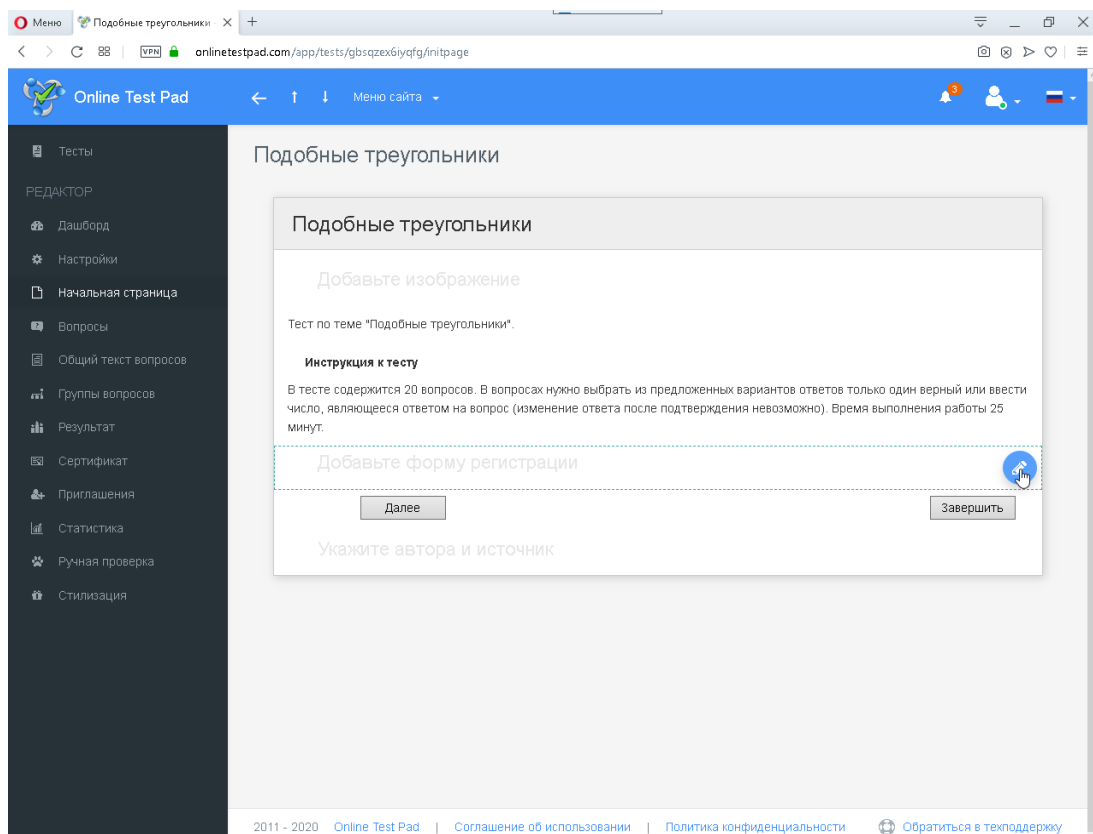 Меню Подобные треугольники
VPN onlinetestpad.com/app/tests/gbsqzex6iyqfg/initpage
Online Test Pad Меню сайта 3
Тесты
РЕДАКТОР
Дашборд
Настройки
Начальная страница
Вопросы
Общий текст вопросов
Группы вопросов
Результат
Сертификат
Приглашения
Статистика
Ручная проверка
Стилизация
Подобные треугольники
Подобные треугольники
Добавьте изображение
Тест по теме "Подобные треугольники".
Инструкция к тесту
В тесте содержится 20 вопросов. В вопросах нужно выбрать из предложенных вариантов ответов только один верный или ввести
число, являющееся ответом на вопрос (изменение ответа после подтверждения невозможно). Время выполнения работы 25
минут.
Добавьте форму регистрации
Далее Завершить
Укажите автора и источник
2011 - 2020 Online Test Pad | Соглашение об использовании | Политика конфиденциальности Обратиться в техподдержку